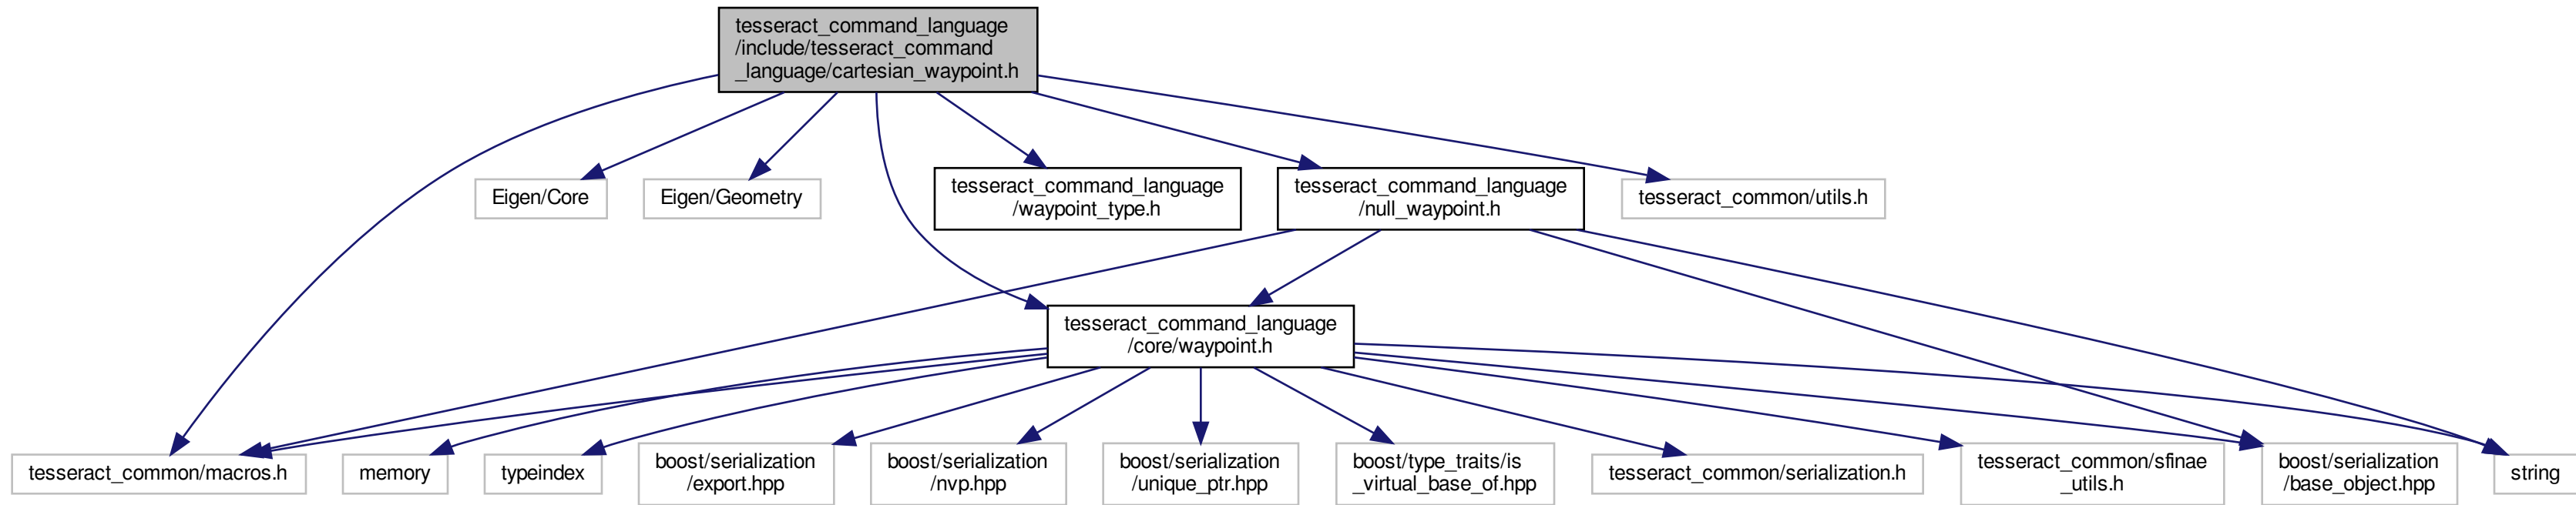 tesseract_command_language
/include/tesseract_command
_language/cartesian_waypoint.h
Eigen/Core
Eigen/Geometry
tesseract_command_language
/waypoint_type.h
tesseract_command_language
/null_waypoint.h
tesseract_common/utils.h
tesseract_command_language
/core/waypoint.h
tesseract_common/macros.h
memory
typeindex
boost/serialization
/export.hpp
boost/serialization
/nvp.hpp
boost/serialization
/unique_ptr.hpp
boost/type_traits/is
_virtual_base_of.hpp
tesseract_common/serialization.h
tesseract_common/sfinae
_utils.h
boost/serialization
/base_object.hpp
string